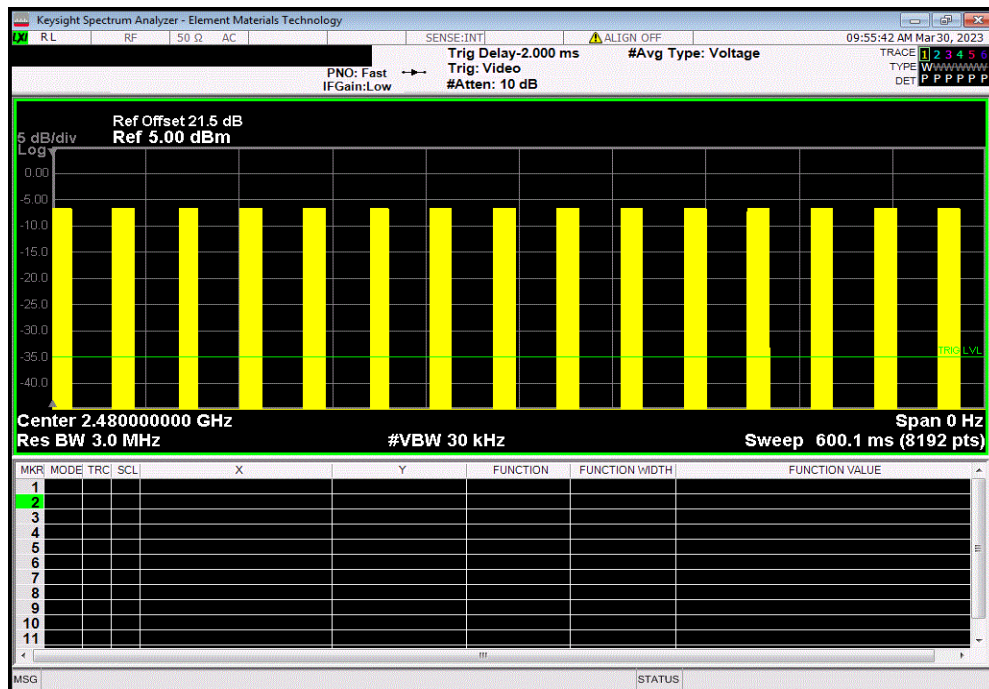 Keysight Spectrum Analyzer - Element Materials Technology
LXI RL RF 50 Ω AC SENSE:INT ALIGN OFF 09:55:42 AM Mar 30, 2023
PNO: Fast
IFGain:Low
Trig Delay-2.000 ms
Trig: Video
#Atten: 10 dB
#Avg Type: Voltage
TRACE 1 2 3 4 5 6
TYPE WWWWWW
DET P P P P P P
5 dB/div
Log
Ref Offset 21.5 dB
Ref 5.00 dBm
0.00
-5.00
-10.0
-15.0
-20.0
-25.0
-30.0
-35.0
-40.0
TRIG LVL
Center 2.480000000 GHz Span 0 Hz
Res BW 3.0 MHz #VBW 30 kHz Sweep 600.1 ms (8192 pts)
MKR MODE TRC SCL X Y FUNCTION FUNCTION WIDTH FUNCTION VALUE
1
2
3
4
5
6
7
8
9
10
11
MSG STATUS